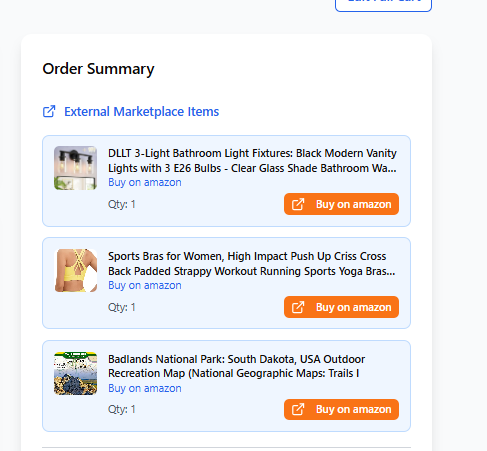 Order Summary
External Marketplace Items
DLLT 3-Light Bathroom Light Fixtures: Black Modern Vanity
Lights with 3 E26 Bulbs - Clear Glass Shade Bathroom Wa...
Buy on amazon
Qty: 1
Buy on amazon
Sports Bras for Women, High Impact Push Up Criss Cross
Back Padded Strappy Workout Running Sports Yoga Bras...
Buy on amazon
Qty: 1
Buy on amazon
Badlands National Park: South Dakota, USA Outdoor
Recreation Map (National Geographic Maps: Trails I
Buy on amazon
Qty: 1
Buy on amazon